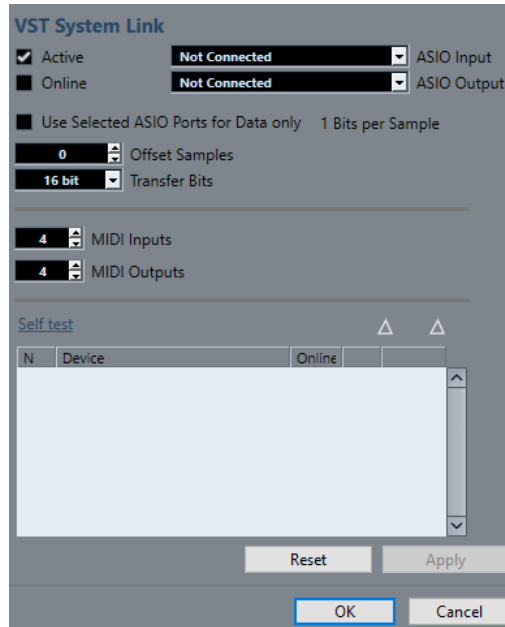 VST System Link
Active Not Connected ASIO Input
Online Not Connected ASIO Output
Use Selected ASIO Ports for Data only 1 Bits per Sample
0 Offset Samples
16 bit Transfer Bits
4 MIDI Inputs
4 MIDI Outputs
Self test
N Device Online
Reset Apply
OK Cancel